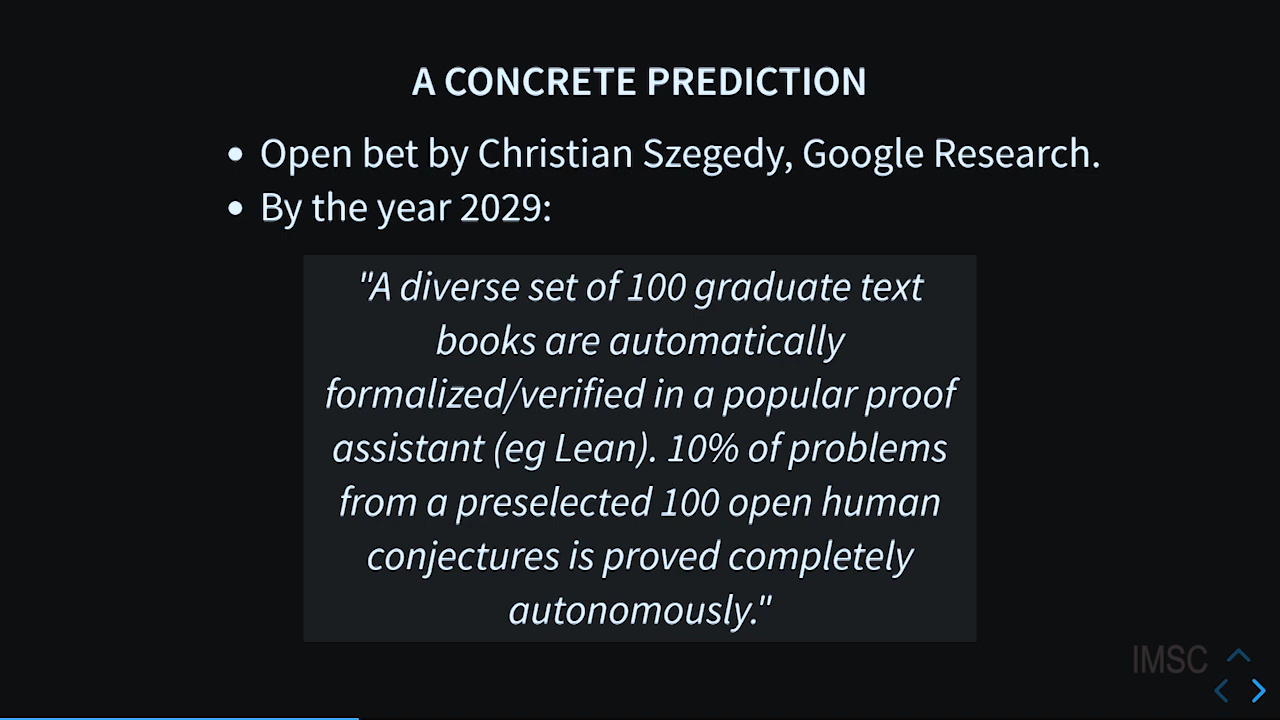 A CONCRETE PREDICTION
• Open bet by Christian Szegedy, Google Research.
• By the year 2029:
"A diverse set of 100 graduate text
books are automatically
formalized/verified in a popular proof
assistant (eg Lean). 10% of problems
from a preselected 100 open human
conjectures is proved completely
autonomously."
IMSC